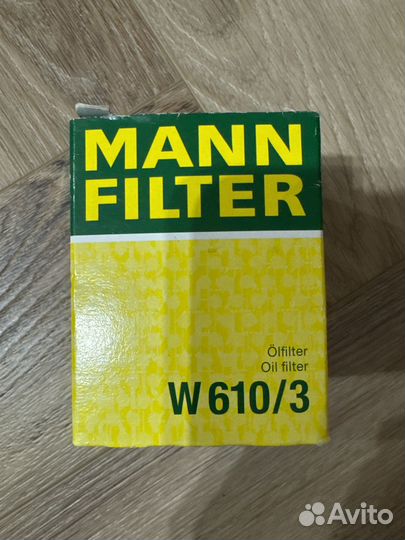 MANN
FILTER
Ölfilter
Oil filter
W 610/3
Avito